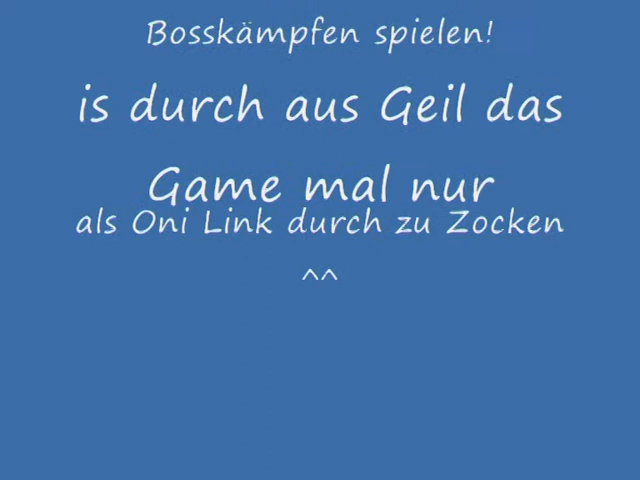 Bosskämpfen spielen!
is durch aus Geil das
Game mal nur
als Oni Link durch zu Zocken
^^